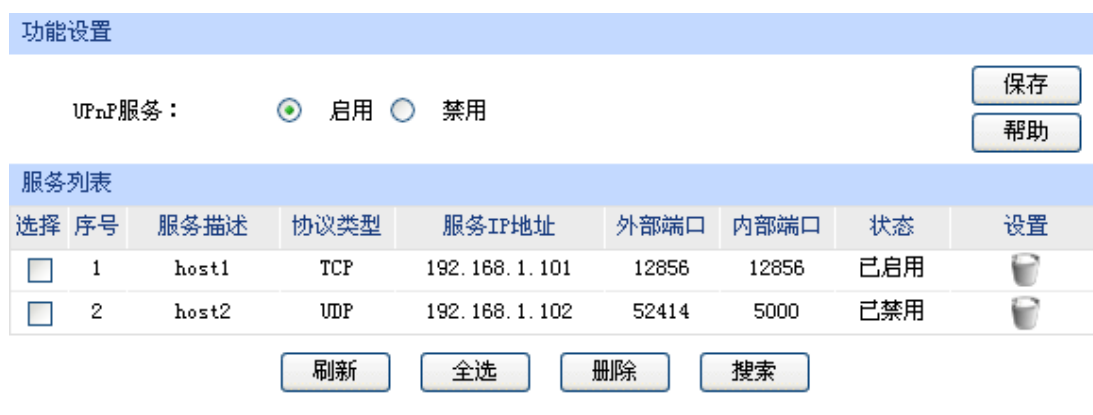 功能设置
UPnP服务： 启用 禁用
保存
帮助
服务列表
选择 序号 服务描述 协议类型 服务IP地址 外部端口 内部端口 状态 设置
1 host1 TCP 192.168.1.101 12856 12856 已启用
2 host2 UDP 192.168.1.102 52414 5000 已禁用
刷新 全选 删除 搜索